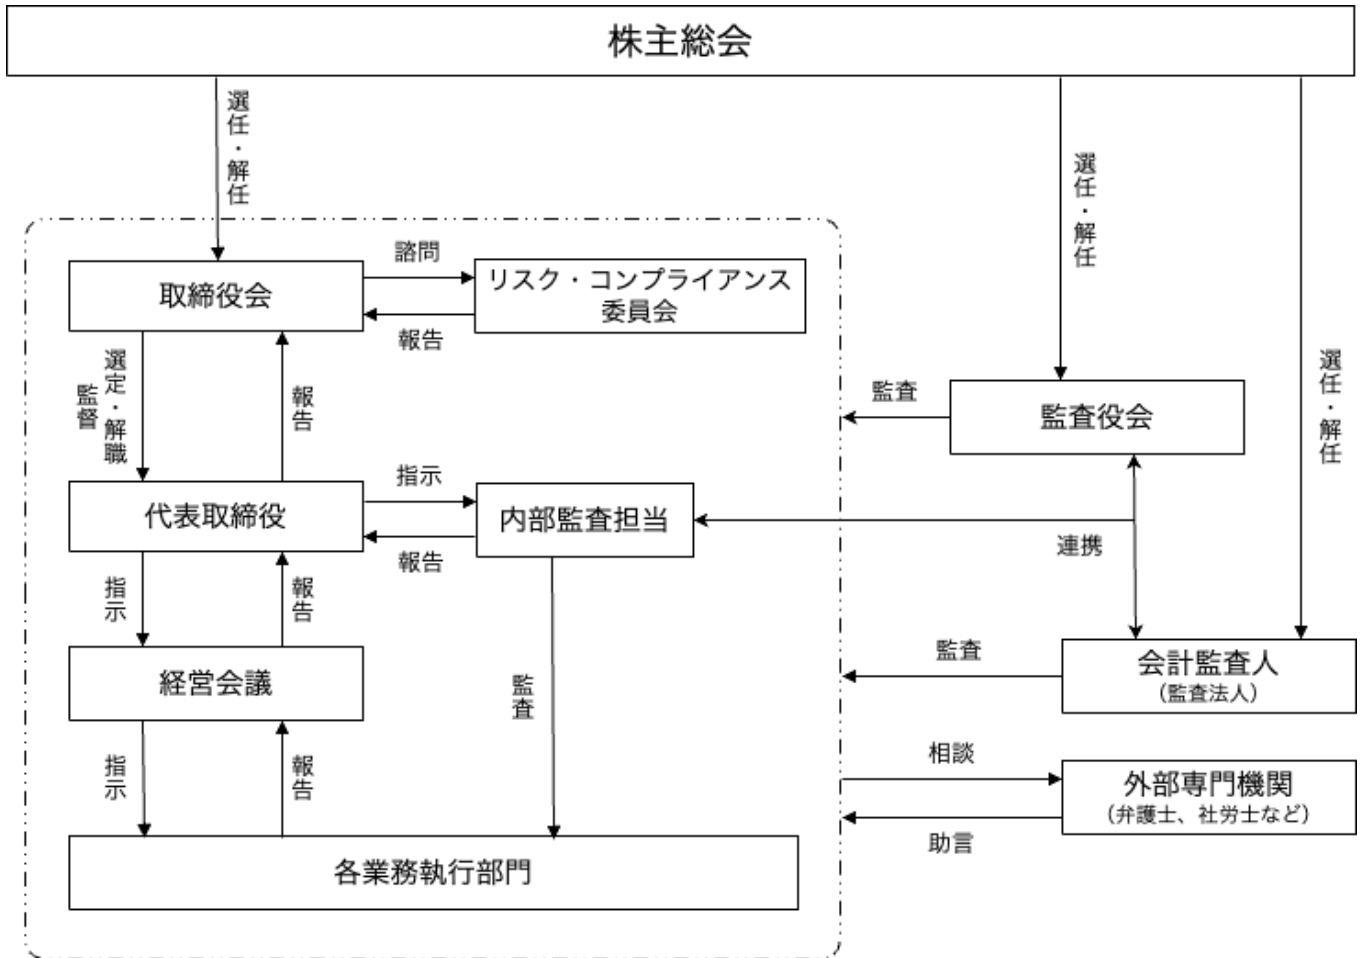 株主総会
選任・解任
選任・解任
選任・解任
取締役会
諮問
報告
リスク・コンプライアンス
委員会
選定・解職
監督
報告
監査
監査役会
代表取締役
指示
報告
内部監査担当
連携
指示
報告
経営会議
監査
監査
会計監査人
（監査法人）
指示
報告
相談
助言
外部専門機関
（弁護士、社労士など）
各業務執行部門